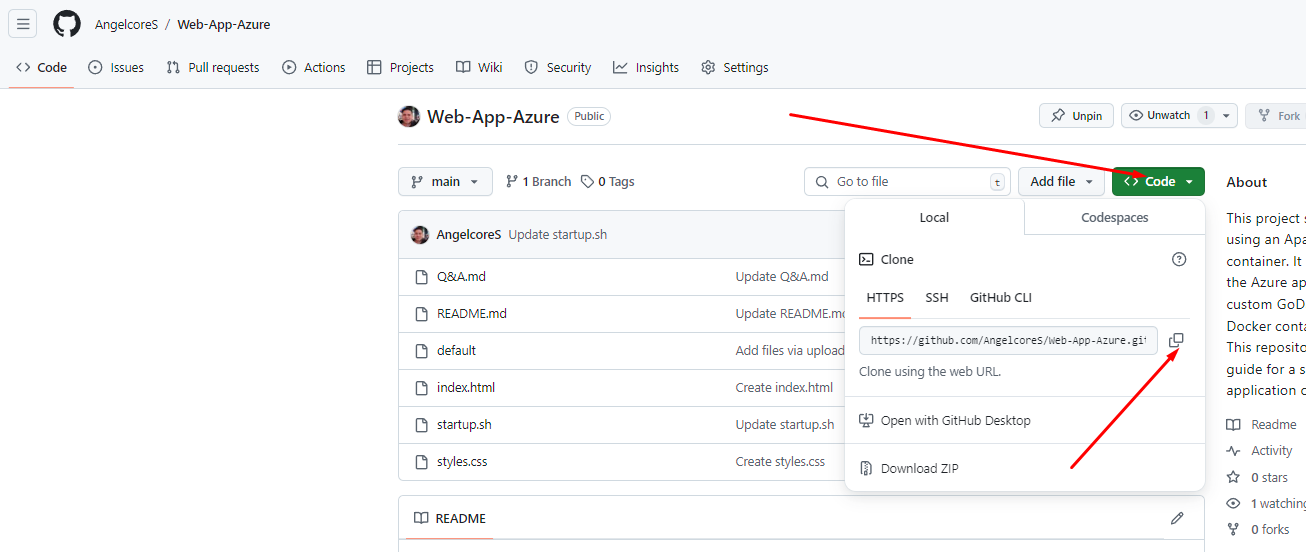 AngelcoreS / Web-App-Azure
Code Issues Pull requests Actions Projects Wiki Security Insights Settings
Web-App-Azure Public
Unpin Unwatch 1 Fork
main 1 Branch 0 Tags
Go to file t Add file Code
AngelcoreS Update startup.sh
Q&A.md Update Q&A.md
README.md Update README.md
default Add files via upload
index.html Create index.html
startup.sh Update startup.sh
styles.css Create styles.css
README
Local Codespaces
Clone
HTTPS SSH GitHub CLI
https://github.com/AngelcoreS/Web-App-Azure.git
Clone using the web URL.
Open with GitHub Desktop
Download ZIP
About
This project
using an
container. It
the Azure
custom
Docker
This
guide for a
application
Readme
Activity
0 stars
1 watching
0 forks